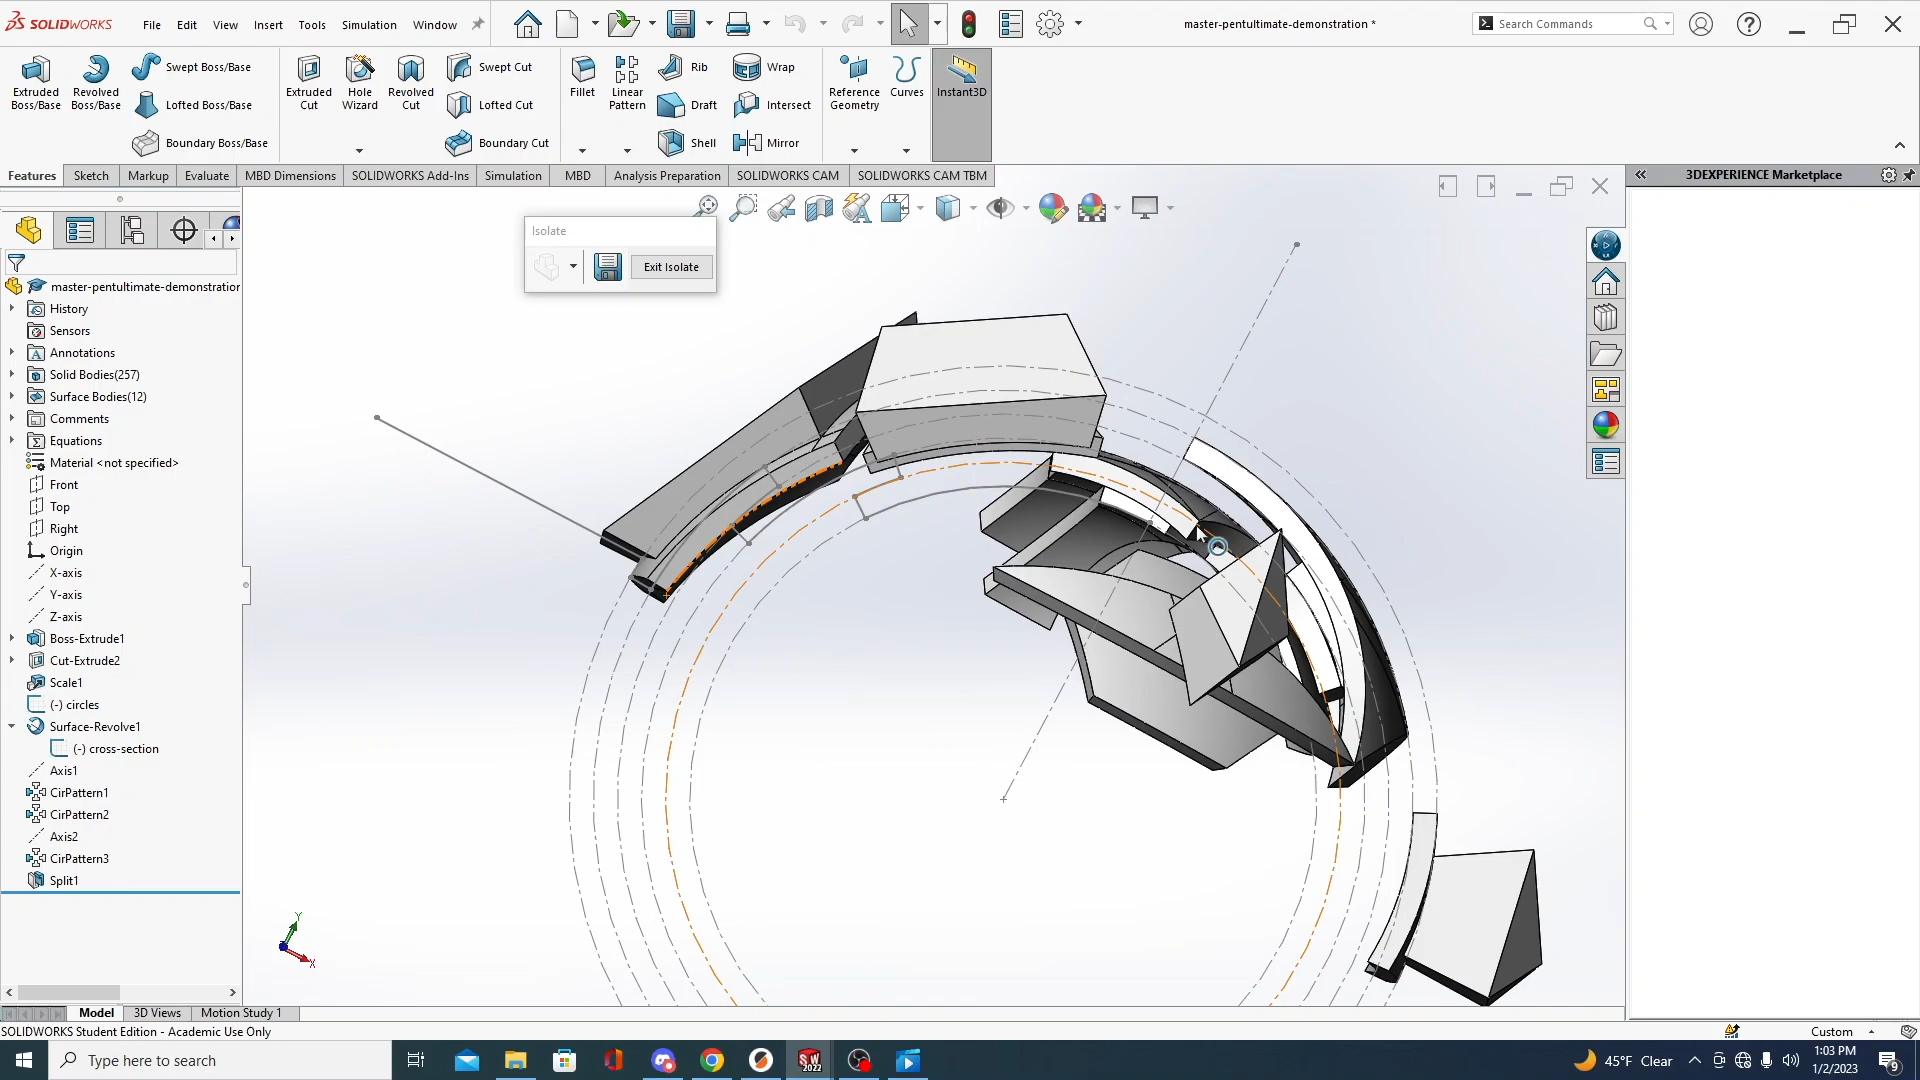 SOLIDWORKS File Edit View Insert Tools Simulation Window master-pentultimate-demonstration * Search Commands
Extruded Boss/Base
Revolved Boss/Base
Swept Boss/Base
Lofted Boss/Base
Boundary Boss/Base
Extruded Cut
Hole Wizard
Revolved Cut
Swept Cut
Lofted Cut
Boundary Cut
Fillet
Linear Pattern
Rib
Draft
Shell
Wrap
Intersect
Mirror
Reference Geometry
Curves
Instant3D
Features Sketch Markup Evaluate MBD Dimensions SOLIDWORKS Add-Ins Simulation MBD Analysis Preparation SOLIDWORKS CAM SOLIDWORKS CAM TBM
3DEXPERIENCE Marketplace
Isolate
Exit Isolate
master-pentultimate-demonstration
History
Sensors
Annotations
Solid Bodies(257)
Surface Bodies(12)
Comments
Equations
Material <not specified>
Front
Top
Right
Origin
X-axis
Y-axis
Z-axis
Boss-Extrude1
Cut-Extrude2
Scale1
(-) circles
Surface-Revolve1
(-) cross-section
Axis1
CirPattern1
CirPattern2
Axis2
CirPattern3
Split1
Y
X
Model 3D Views Motion Study 1
SOLIDWORKS Student Edition - Academic Use Only
Custom
Type here to search
SW 2022
45°F Clear
1:03 PM
1/2/2023
9